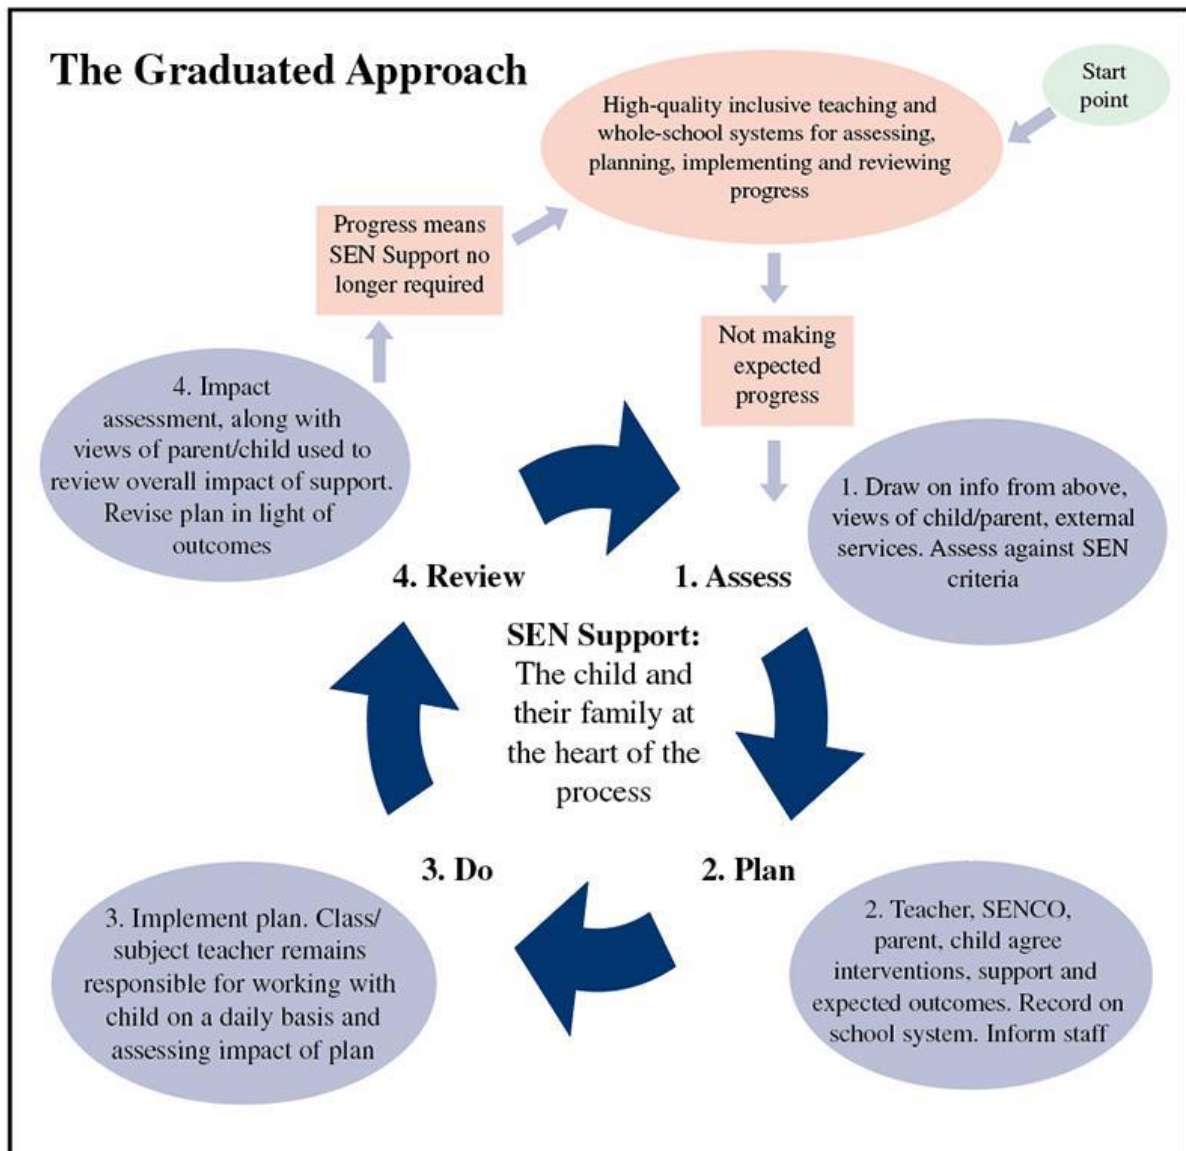 The Graduated Approach
Start
point
High-quality inclusive teaching and
whole-school systems for assessing,
planning, implementing and reviewing
progress
Progress means
SEN Support no
longer required
Not making
expected
progress
4. Impact
assessment, along with
views of parent/child used to
review overall impact of support.
Revise plan in light of
outcomes
1. Draw on info from above,
views of child/parent, external
services. Assess against SEN
criteria
4. Review
1. Assess
SEN Support:
The child and
their family at
the heart of the
process
3. Do
2. Plan
3. Implement plan. Class/
subject teacher remains
responsible for working with
child on a daily basis and
assessing impact of plan
2. Teacher, SENCO,
parent, child agree
interventions, support and
expected outcomes. Record on
school system. Inform staff